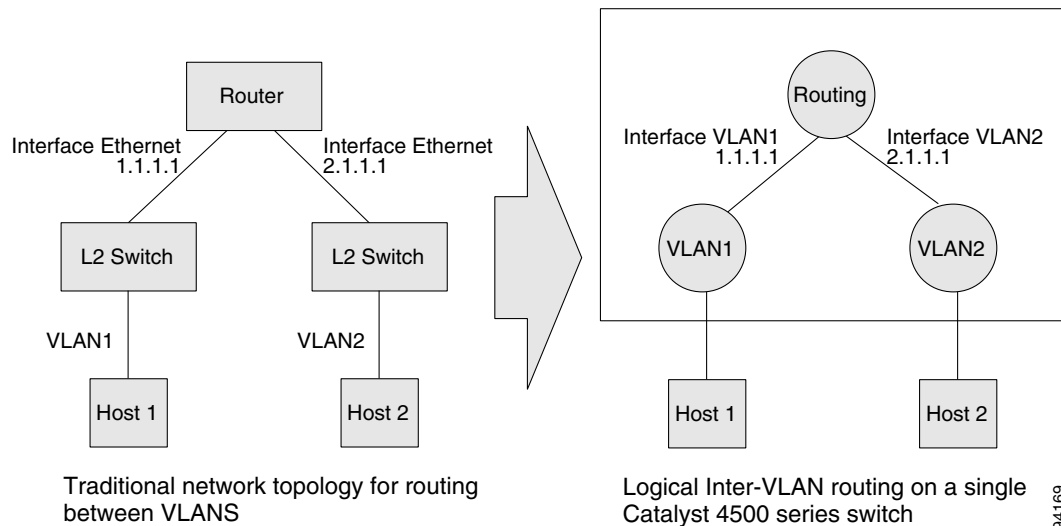 Router
Interface Ethernet
1.1.1.1
Interface Ethernet
2.1.1.1
L2 Switch
L2 Switch
VLAN1
VLAN2
Host 1
Host 2
Traditional network topology for routing
between VLANS
Routing
Interface VLAN1
1.1.1.1
Interface VLAN2
2.1.1.1
VLAN1
VLAN2
Host 1
Host 2
Logical Inter-VLAN routing on a single
Catalyst 4500 series switch